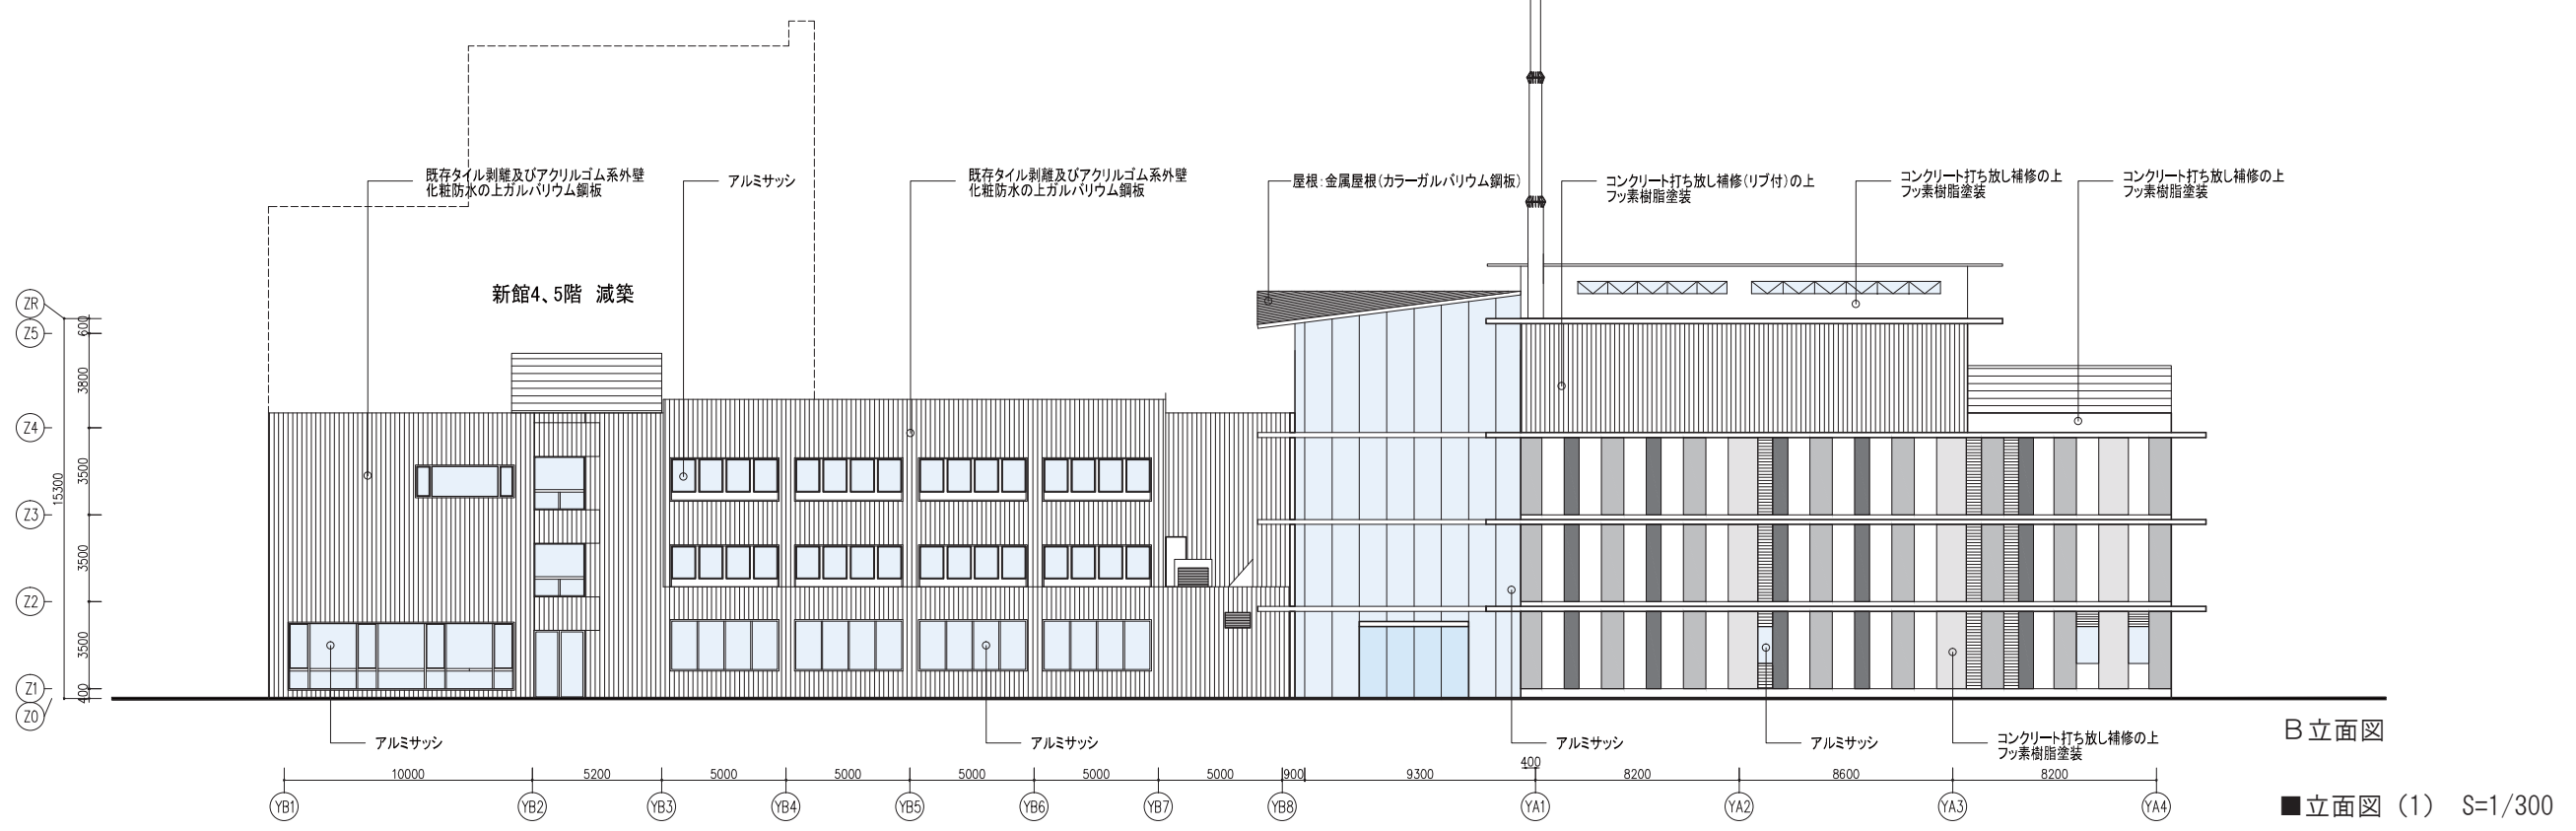 既存タイル剥離及びアクリルゴム系外壁
化粧防水の上ガルバリウム鋼板
アルミサッシ
既存タイル剥離及びアクリルゴム系外壁
化粧防水の上ガルバリウム鋼板
屋根:金属屋根(カラーガルバリウム鋼板)
コンクリート打ち放し補修(リブ付)の上
フッ素樹脂塗装
コンクリート打ち放し補修の上
フッ素樹脂塗装
コンクリート打ち放し補修の上
フッ素樹脂塗装
新館4、5階 減築
ZR
Z5
Z4
Z3
Z2
Z1
Z0
15300
600
3800
3500
3500
3500
400
アルミサッシ
アルミサッシ
アルミサッシ
アルミサッシ
コンクリート打ち放し補修の上
フッ素樹脂塗装
B立面図
10000 5200 5000 5000 5000 5000 5000 900 9300 400 8200 8600 8200
YB1 YB2 YB3 YB4 YB5 YB6 YB7 YB8 YA1 YA2 YA3 YA4
■立面図(1) S=1/300